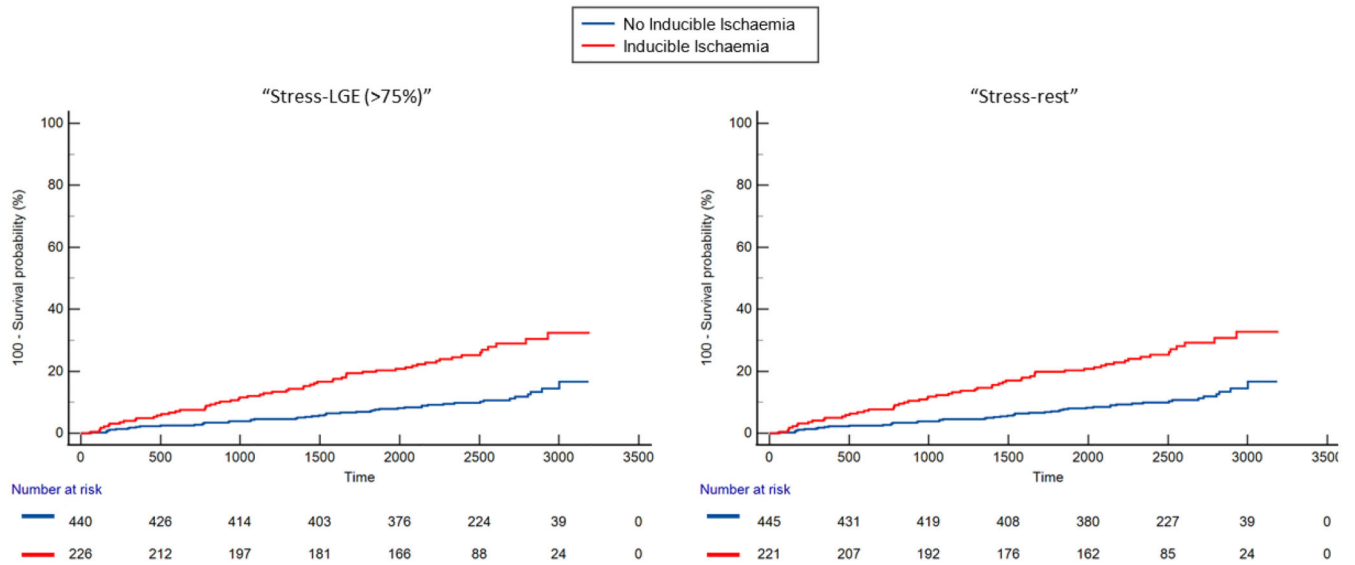 No Inducible Ischaemia
Inducible Ischaemia
“Stress-LGE (>75%)”
100
80
60
40
20
0
100 - Survival probability (%)
0 500 1000 1500 2000 2500 3000 3500
Time
Number at risk
440 426 414 403 376 224 39 0
226 212 197 181 166 88 24 0
“Stress-rest”
100
80
60
40
20
0
100 - Survival probability (%)
0 500 1000 1500 2000 2500 3000 3500
Time
Number at risk
445 431 419 408 380 227 39 0
221 207 192 176 162 85 24 0